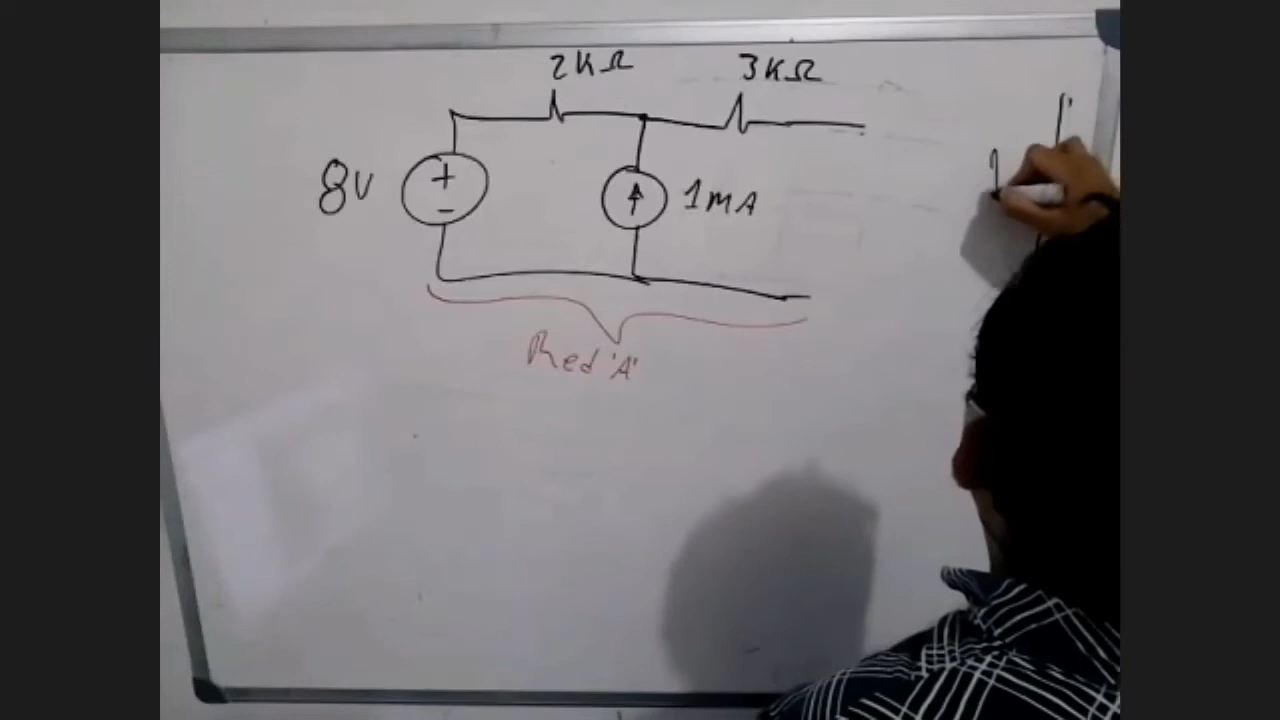 2KΩ 3KΩ
8V + - 1mA
Red 'A'